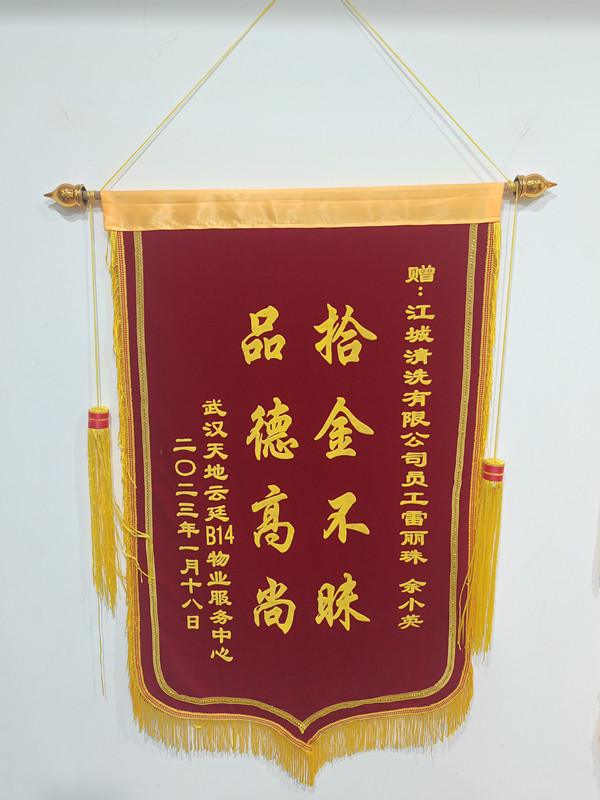 赠：江城清洗有限公司员工雷丽珠 余小英
拾金不昧
品德高尚
武汉天地云廷B14物业服务中心
二〇二三年一月十八日